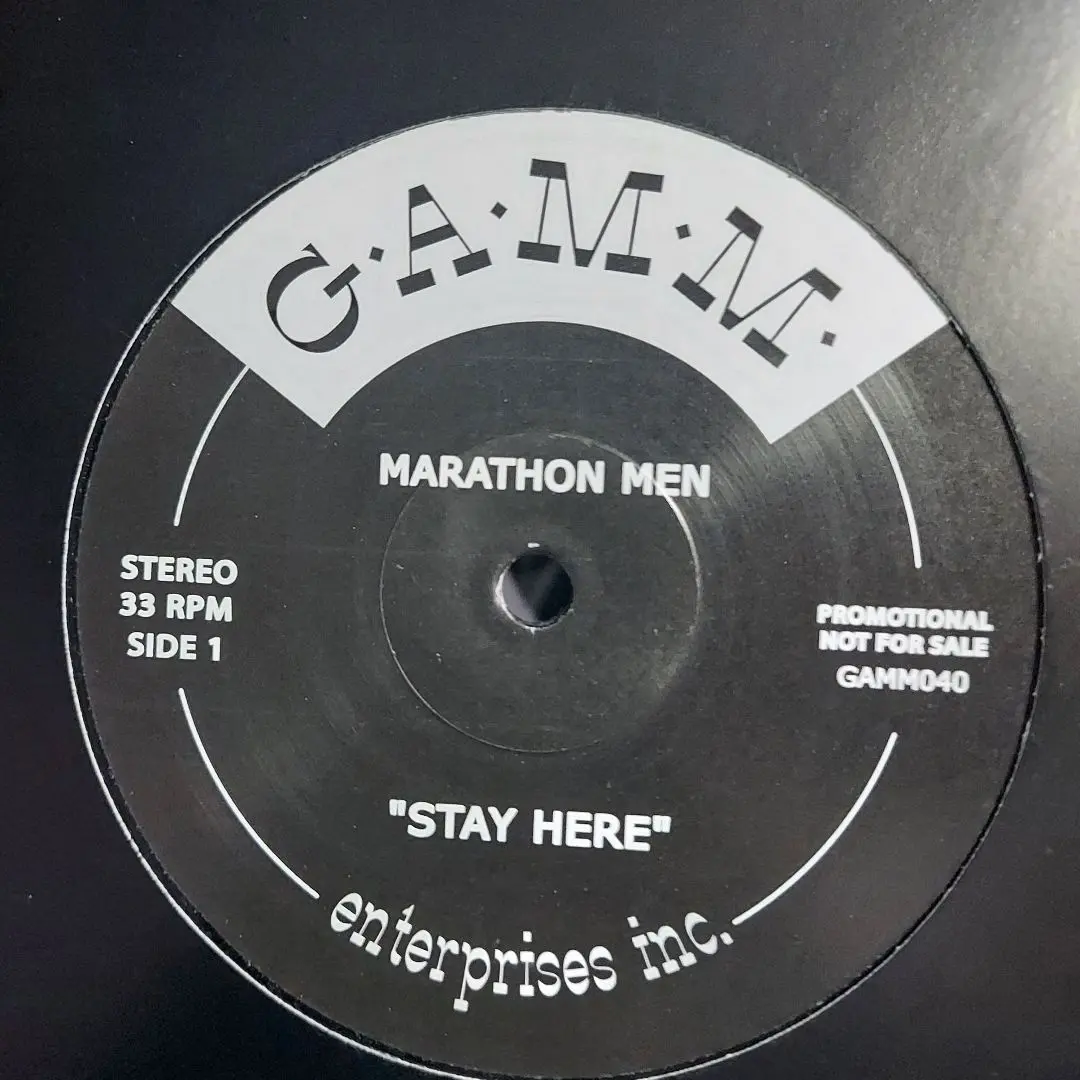 G·A·M·M·
MARATHON MEN
STEREO
33 RPM
SIDE 1
PROMOTIONAL
NOT FOR SALE
GAMM040
"STAY HERE"
enterprises inc.